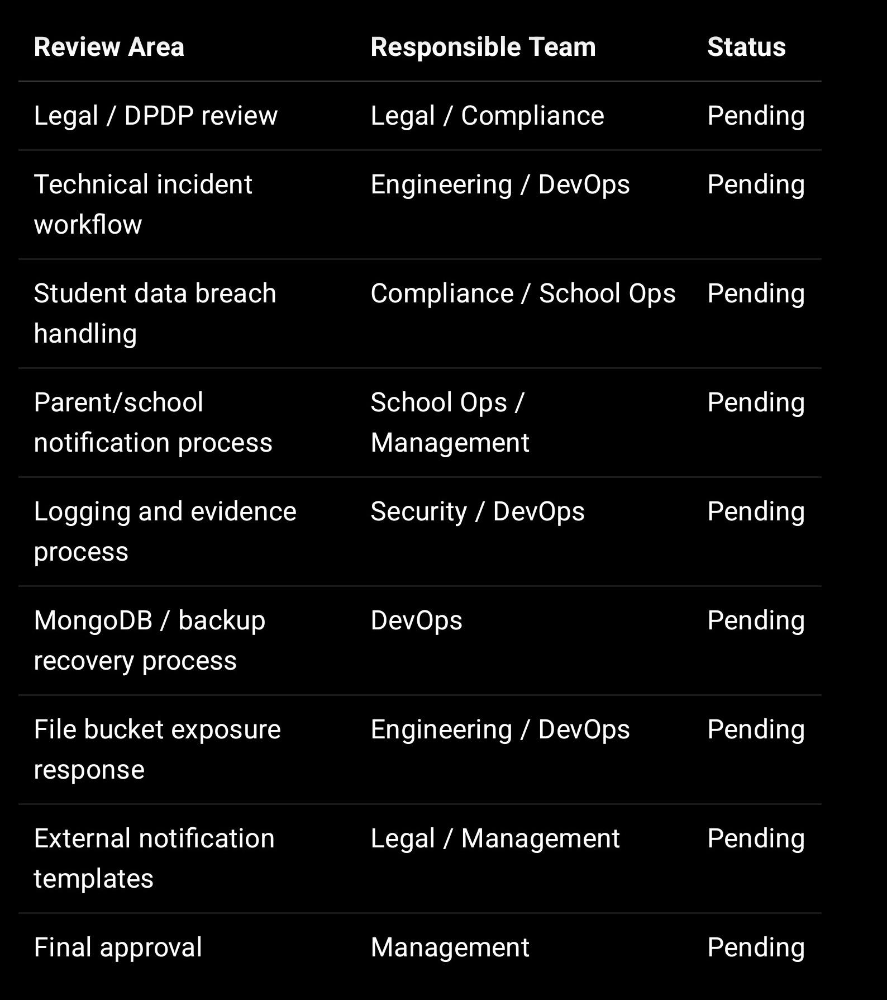 Review Area Responsible Team Status
Legal / DPDP review Legal / Compliance Pending
Technical incident Engineering / DevOps Pending
workflow
Student data breach Compliance / School Ops Pending
handling
Parent/school School Ops / Pending
notification process Management
Logging and evidence Security / DevOps Pending
process
MongoDB / backup DevOps Pending
recovery process
File bucket exposure Engineering / DevOps Pending
response
External notification Legal / Management Pending
templates
Final approval Management Pending